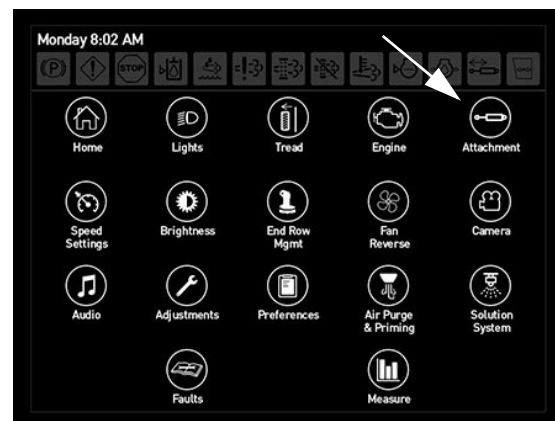 Monday 8:02 AM
(P) STOP
Home Lights Tread Engine Attachment
Speed Brightness End Row Fan Camera
Settings Mgmt Reverse
Audio Adjustments Preferences Air Purge Solution
& Priming System
Faults Measure